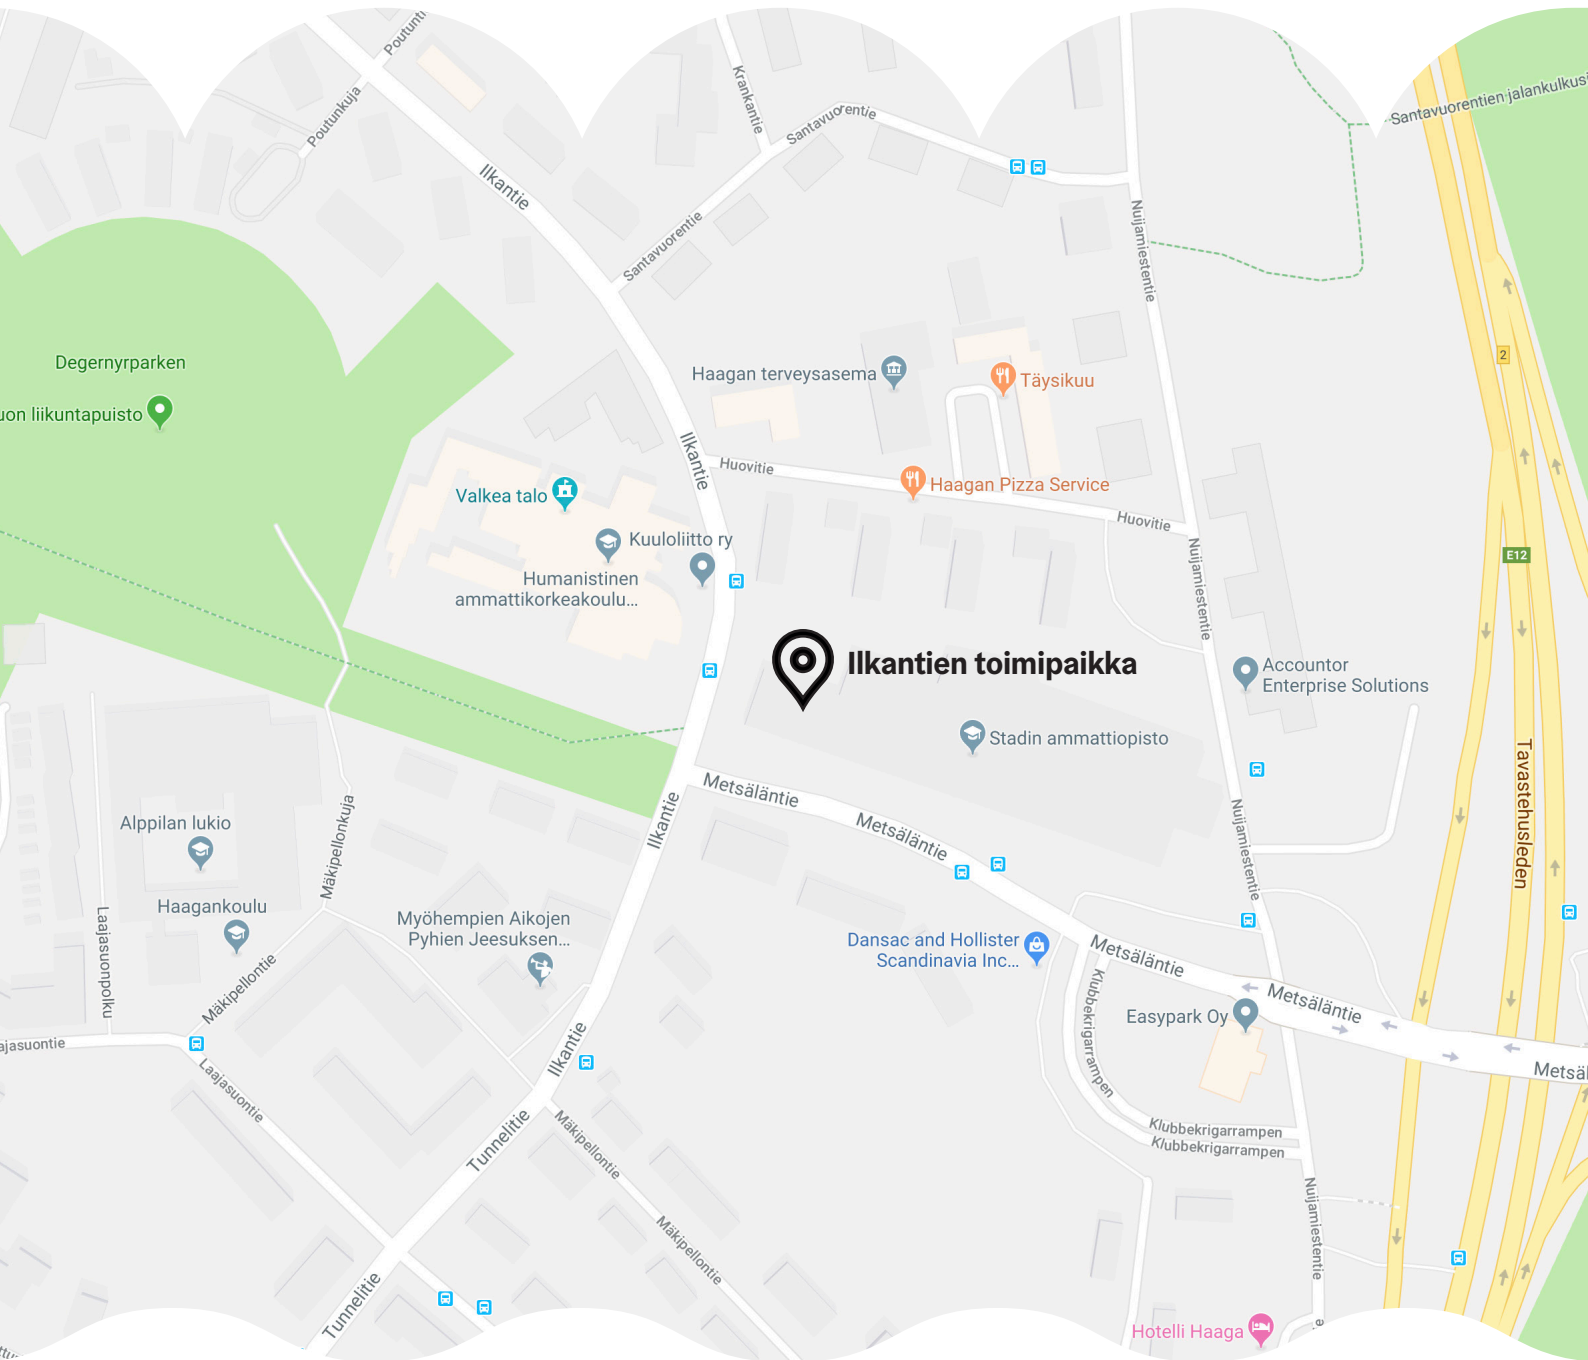 Poutunti
Poutunkuja
Krankantie
Santavuorentie
Santavuorentien jalankulkusi
Ilkantie
Santavuorentie
Nuijamiestentie
2
Degernyrparken
uon liikuntapuisto
Haagan terveysasema
Täysikuu
Ilkantie
Huovitie
Haagan Pizza Service
Huovitie
Valkea talo
Kuuloliitto ry
Humanistinen
ammattikorkeakoulu...
Nuijamiestentie
E12
Ilkantien toimipaikka
Accountor
Enterprise Solutions
Stadin ammattiopisto
Tavastehusleden
Metsäläntie
Metsäläntie
Ilkantie
Nuijamiestentie
Alppilan lukio
Mäkipellonkuja
Haagankoulu
Laajasuonpolku
Myöhempien Aikojen
Pyhien Jeesuksen...
Dansac and Hollister
Scandinavia Inc...
Metsäläntie
Metsäläntie
Mäkipellontie
Klubbekrigarrampen
Easypark Oy
ajasuontie
Ilkantie
Metsäl
Laajasuontie
Tunnelitie
Mäkipellontie
Klubbekrigarrampen
Klubbekrigarrampen
Nuijamiestentie
Mäkipellontie
Tunnelitie
Hotelli Haaga
e